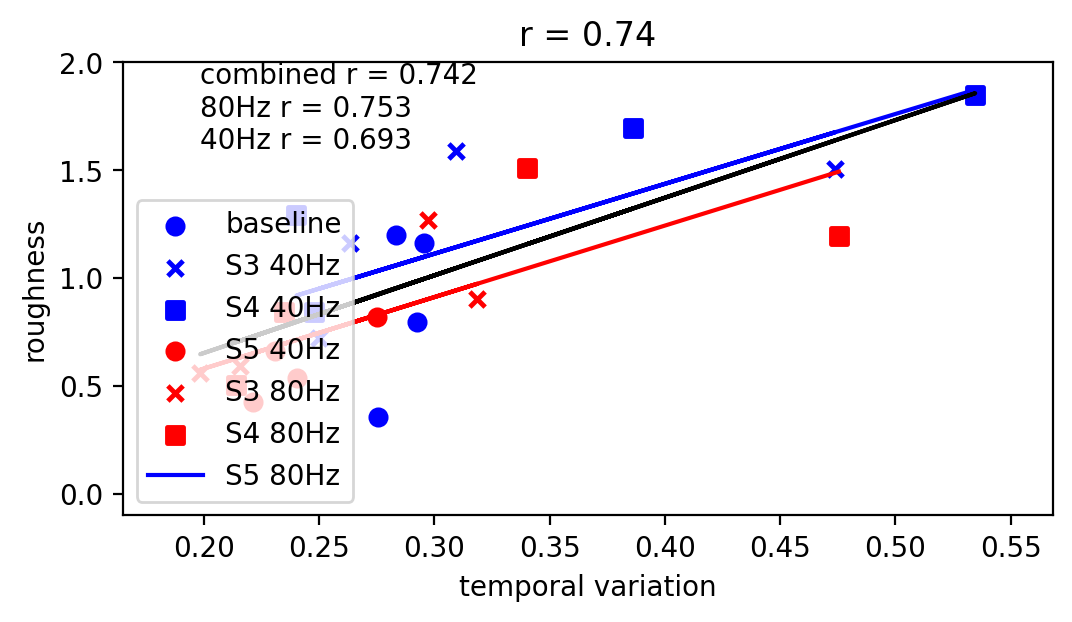 r = 0.74
combined r = 0.742
80Hz r = 0.753
40Hz r = 0.693
baseline
S3 40Hz
S4 40Hz
S5 40Hz
S3 80Hz
S4 80Hz
S5 80Hz
2.0
1.5
1.0
0.5
0.0
roughness
0.20 0.25 0.30 0.35 0.40 0.45 0.50 0.55
temporal variation